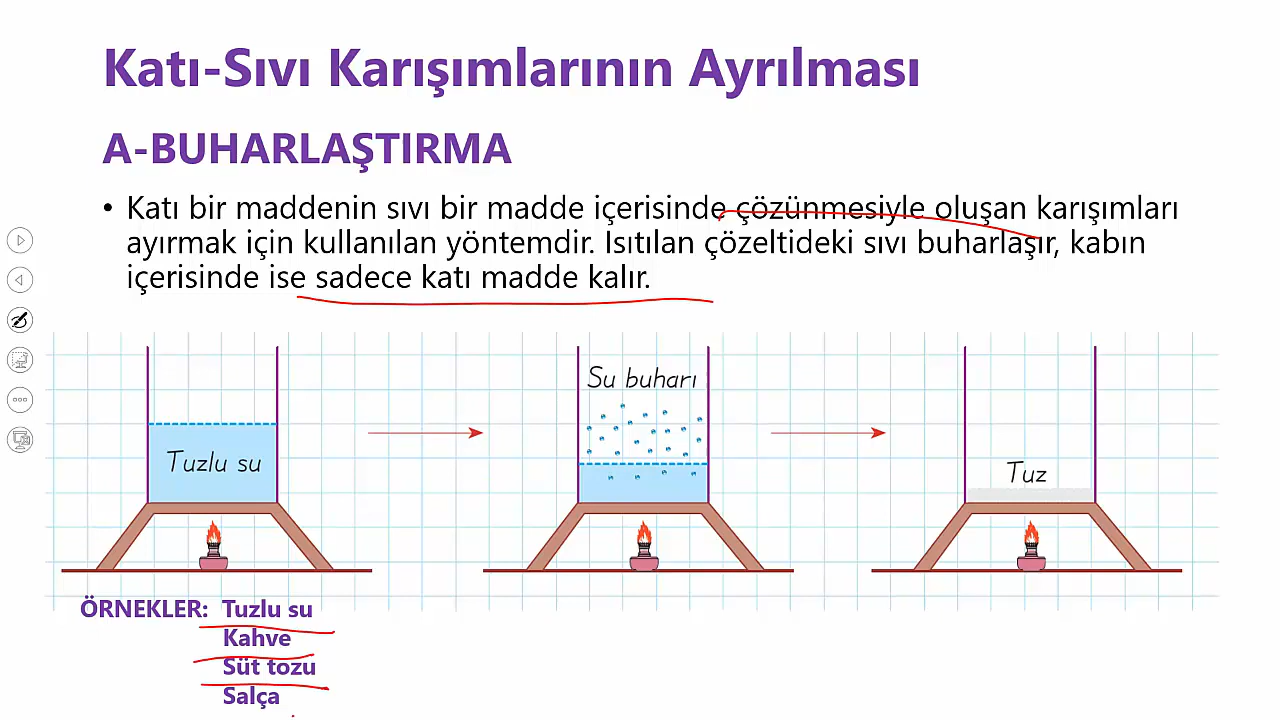 Katı-Sıvı Karışımlarının Ayrılması
A-BUHARLAŞTIRMA
• Katı bir maddenin sıvı bir madde içerisinde çözünmesiyle oluşan karışımları
ayırmak için kullanılan yöntemdir. Isıtılan çözeltideki sıvı buharlaşır, kabın
içerisinde ise sadece katı madde kalır.
Tuzlu su
Su buharı
Tuz
ÖRNEKLER: Tuzlu su
Kahve
Süt tozu
Salça